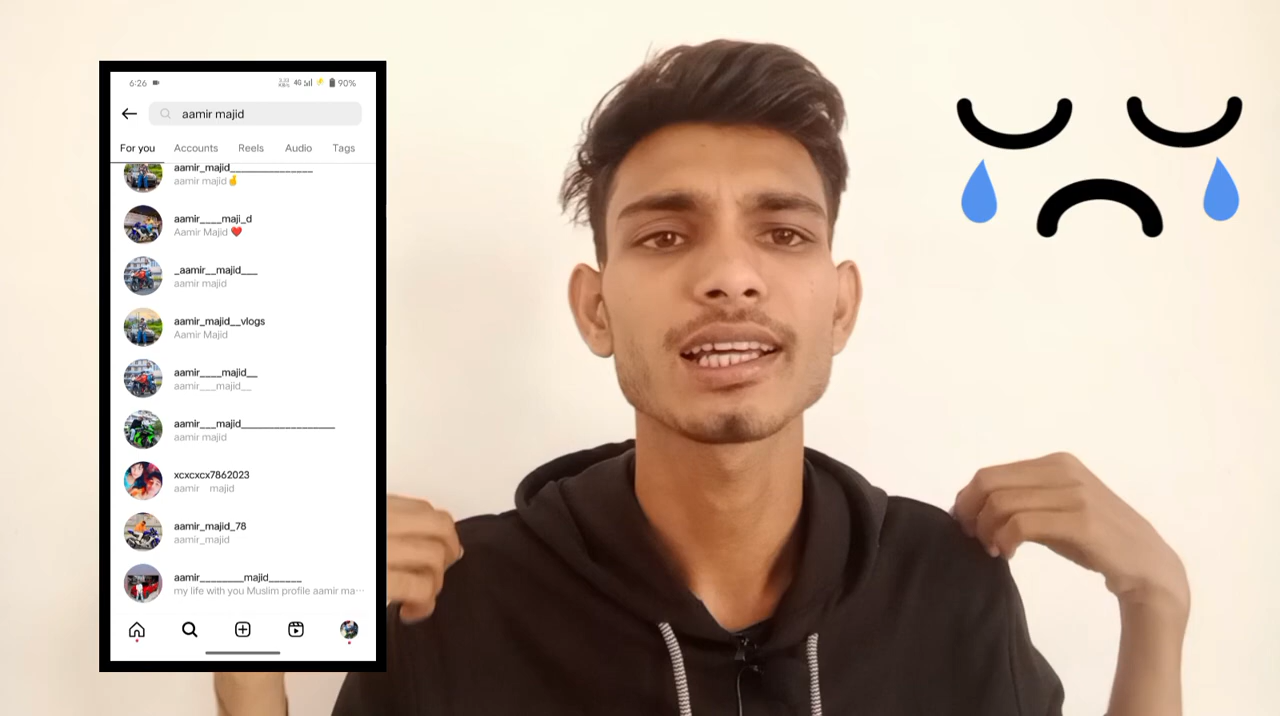 6:26 4G 90%
aamir majid
For you Accounts Reels Audio Tags
aamir_majid_______________
aamir majid🤞
aamir____maji_d
Aamir Majid ❤️
_aamir__majid___
aamir majid
aamir_majid__vlogs
Aamir Majid
aamir____majid__
aamir___majid__
aamir___majid_________________
aamir majid
xcxcxcx7862023
aamir majid
aamir_majid_78
aamir_majid
aamir________majid______
my life with you Muslim profile aamir ma...